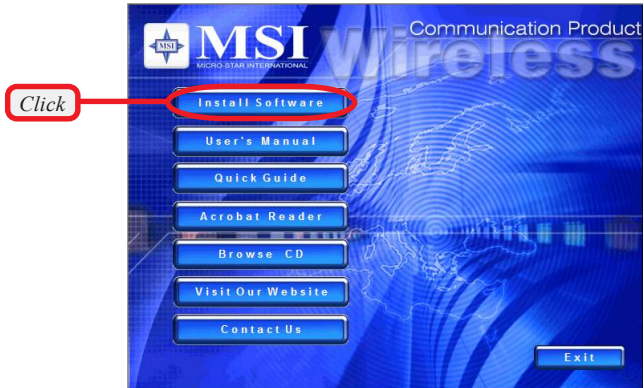 Communication Product
Wireless
MSI
MSI
MICRO-STAR INTERNATIONAL
Click
Install Software
User's Manual
Quick Guide
Acrobat Reader
Browse CD
Visit Our Website
Contact Us
Exit